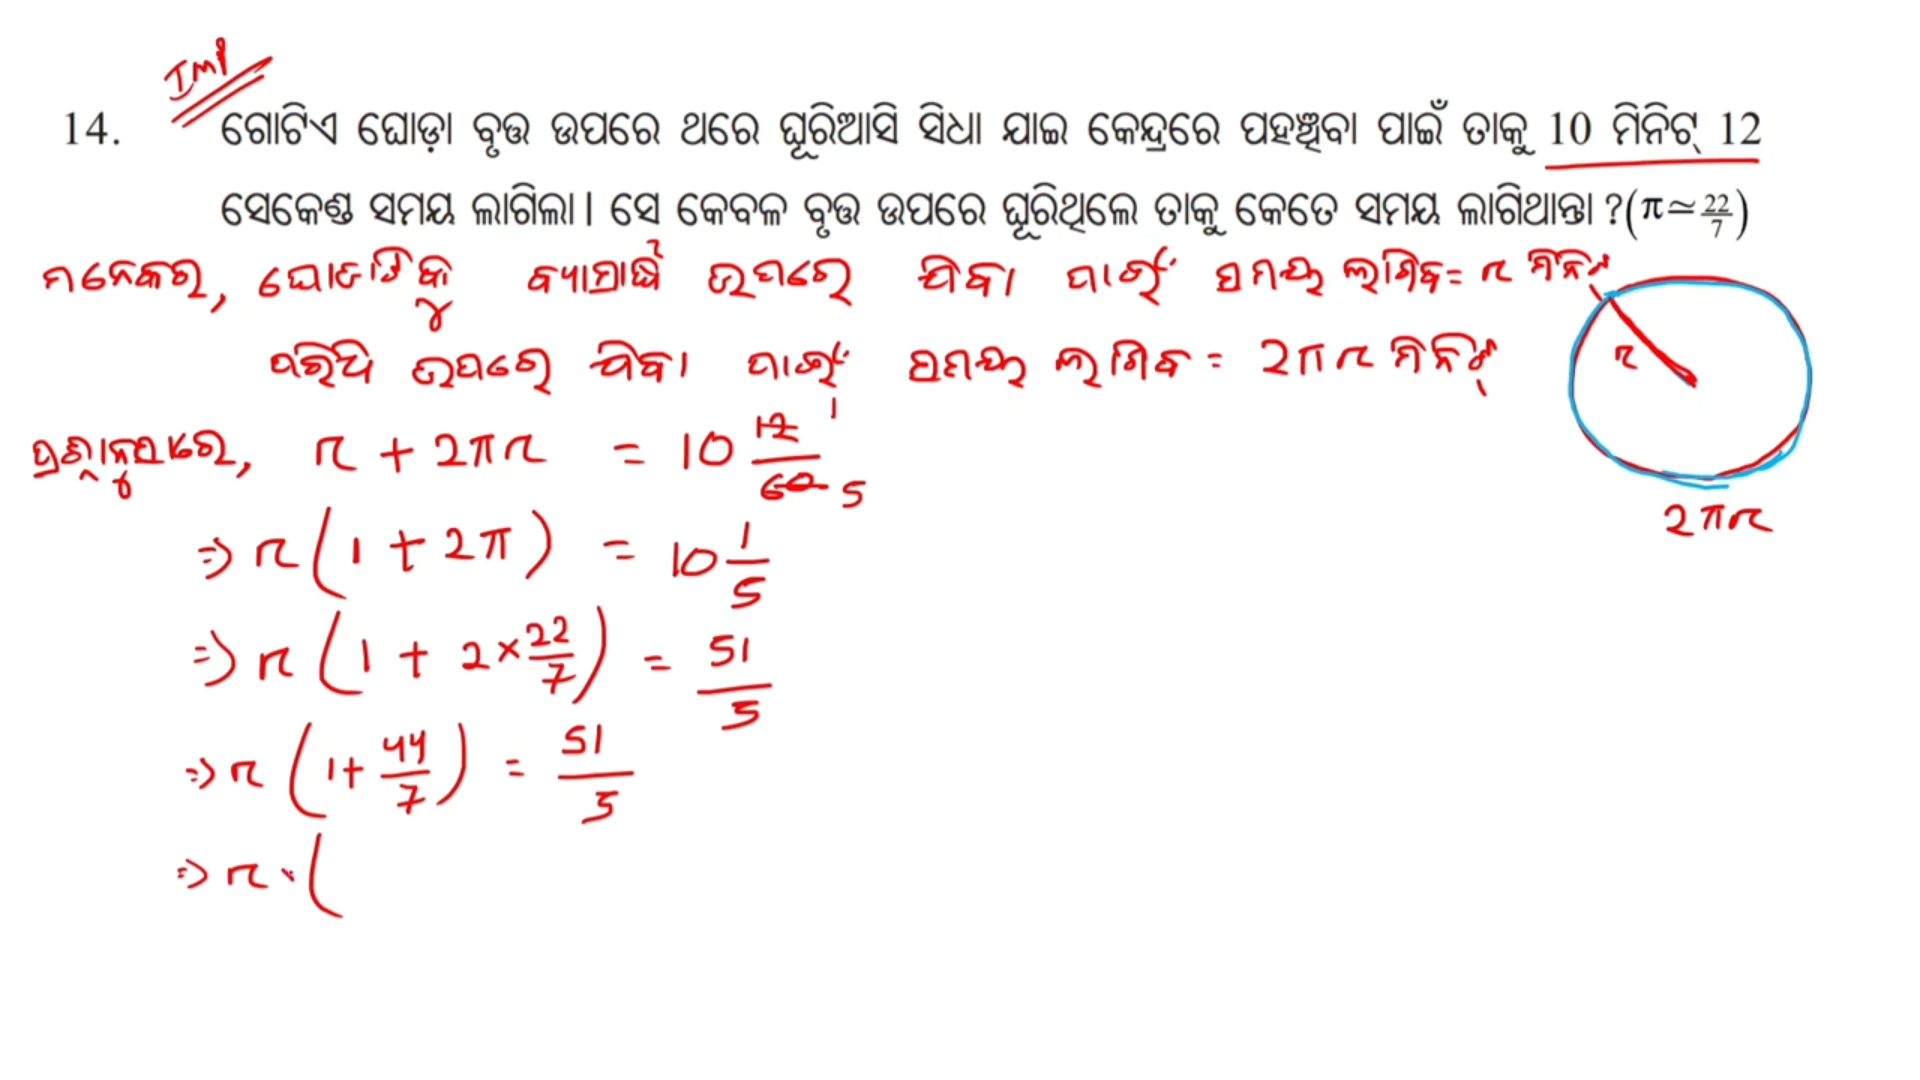 Imp
14. ଗୋଟିଏ ଘୋଡ଼ା ବୃତ୍ତ ଉପରେ ଥରେ ଘୂରିଆସି ସିଧା ଯାଇ କେନ୍ଦ୍ରରେ ପହଞ୍ଚିବା ପାଇଁ ତାକୁ 10 ମିନିଟ୍ 12
ସେକେଣ୍ଡ ସମୟ ଲାଗିଲା। ସେ କେବଳ ବୃତ୍ତ ଉପରେ ଘୂରିଥିଲେ ତାକୁ କେତେ ସମୟ ଲାଗିଥାନ୍ତା ? (π ≃ 22/7)
ମନେକର, ଘୋଡାଟିକୁ ବ୍ୟାସାର୍ଦ୍ଧ ଉପରେ ଯିବା ପାଇଁ ସମୟ ଲାଗିବ = r ମିନିଟ୍
ପରିଧି ଉପରେ ଯିବା ପାଇଁ ସମୟ ଲାଗିବ = 2πr ମିନିଟ୍
r
2πr
ପ୍ରଶ୍ନାନୁସାରେ, r + 2πr = 10 12/60 1 5
⇒ r (1 + 2π) = 10 1/5
⇒ r (1 + 2 × 22/7) = 51/5
⇒ r (1 + 44/7) = 51/5
⇒ r · (